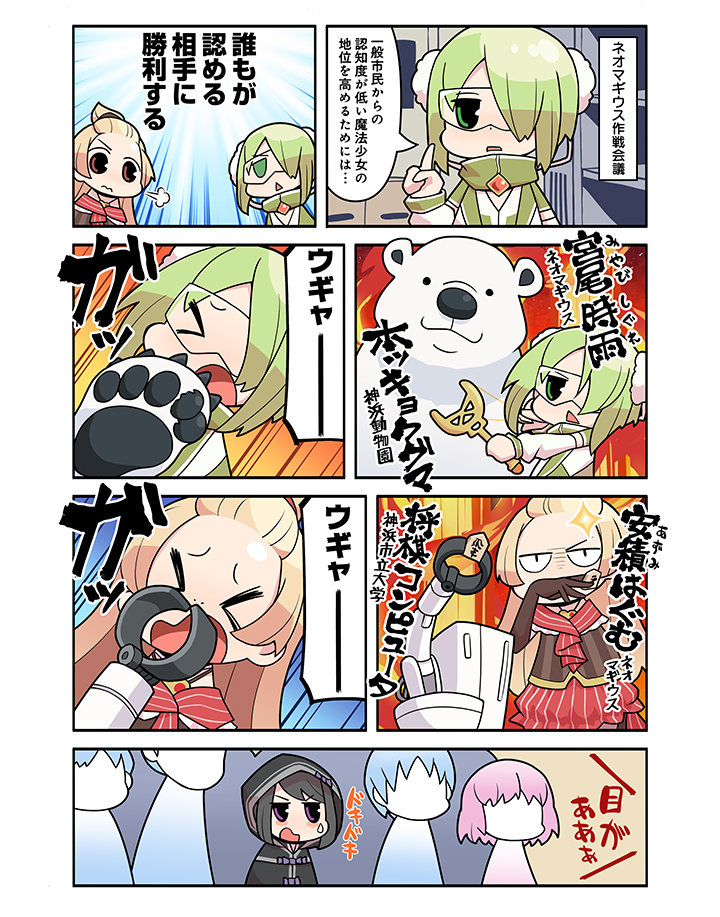 ネオマギウス作戦会議
一般市民からの
認知度が低い魔法少女の
地位を高めるためには…
誰もが
認める
相手に
勝利する
みやび しぐれ
宮尾時雨
ネオマギウス
ホッキョクグマ
神浜動物園
ウギャー
ガッ
あずみ
安積はぐむ
ネオ
マギウス
将棋コンピュータ
神浜市立大学
ウギャー
ガッ
目が
あああぁ
ドキドキ